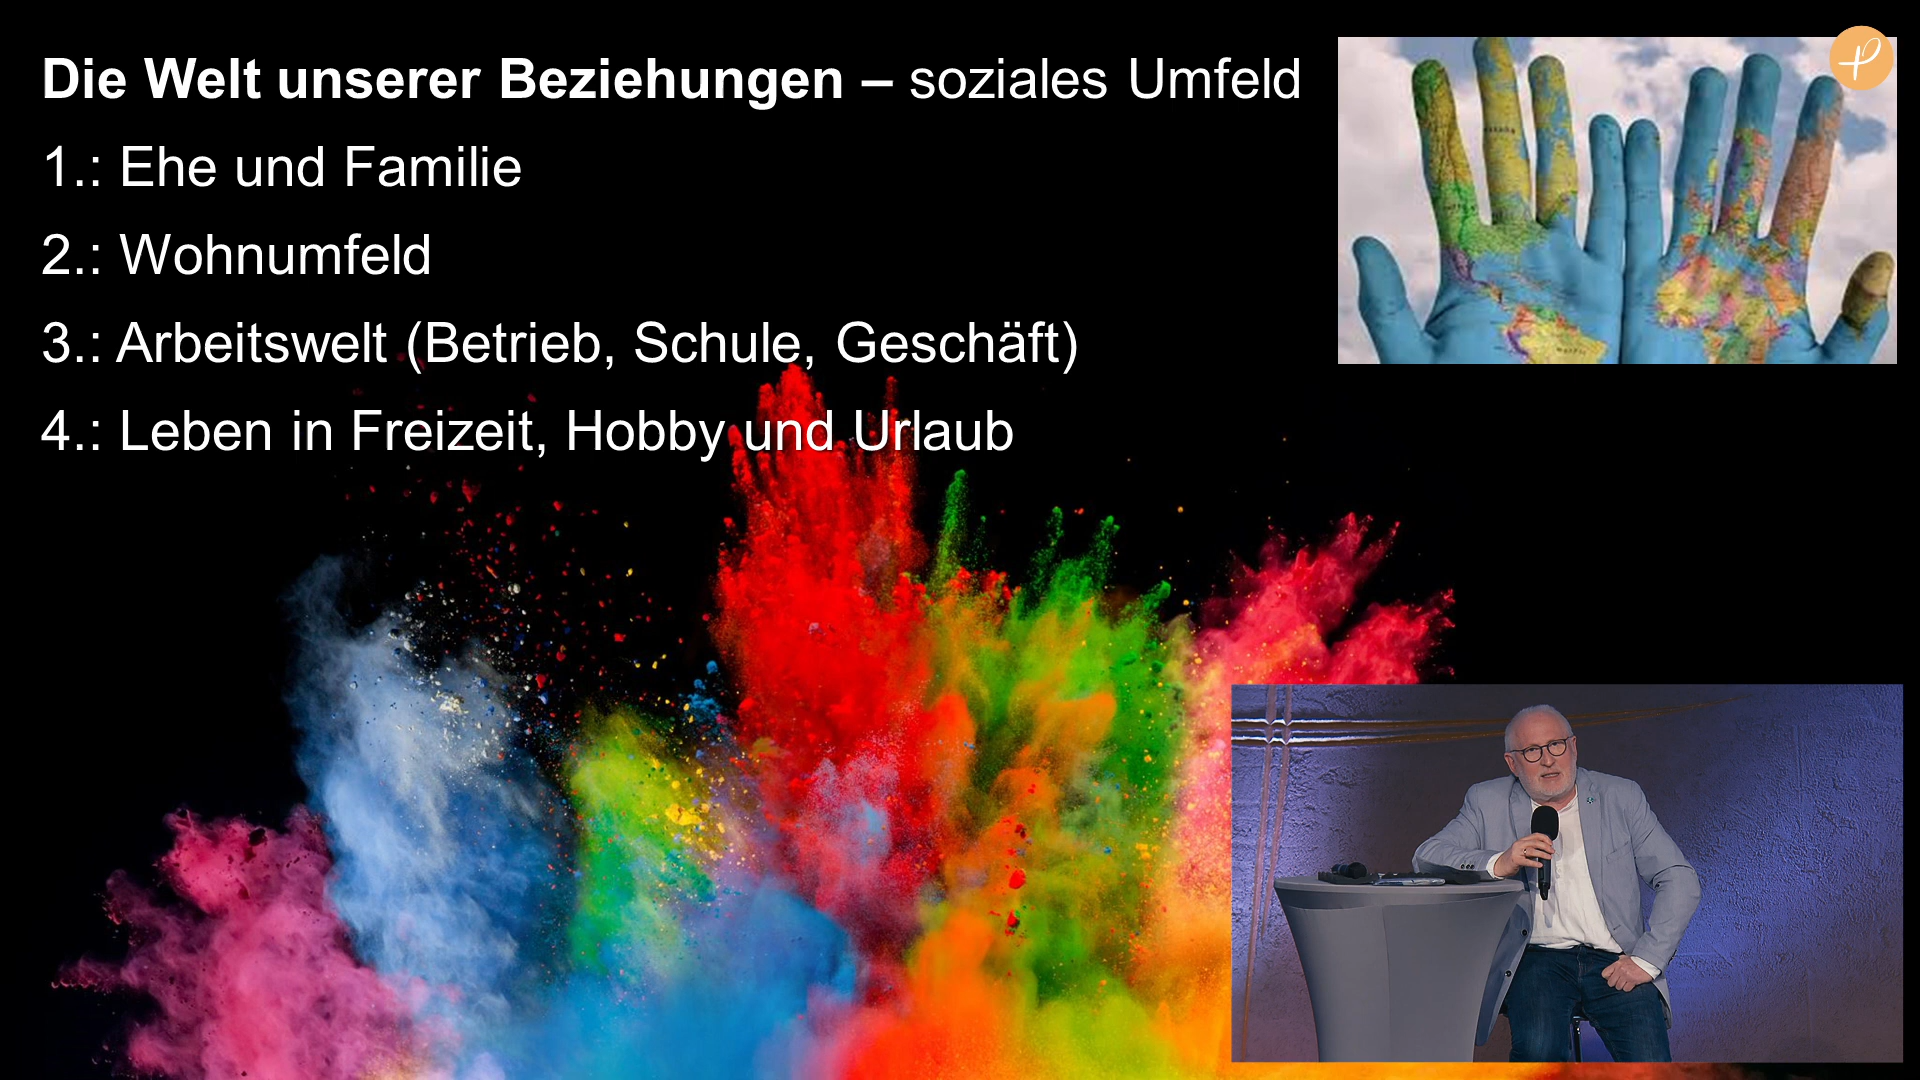 Die Welt unserer Beziehungen – soziales Umfeld
1.: Ehe und Familie
2.: Wohnumfeld
3.: Arbeitswelt (Betrieb, Schule, Geschäft)
4.: Leben in Freizeit, Hobby und Urlaub